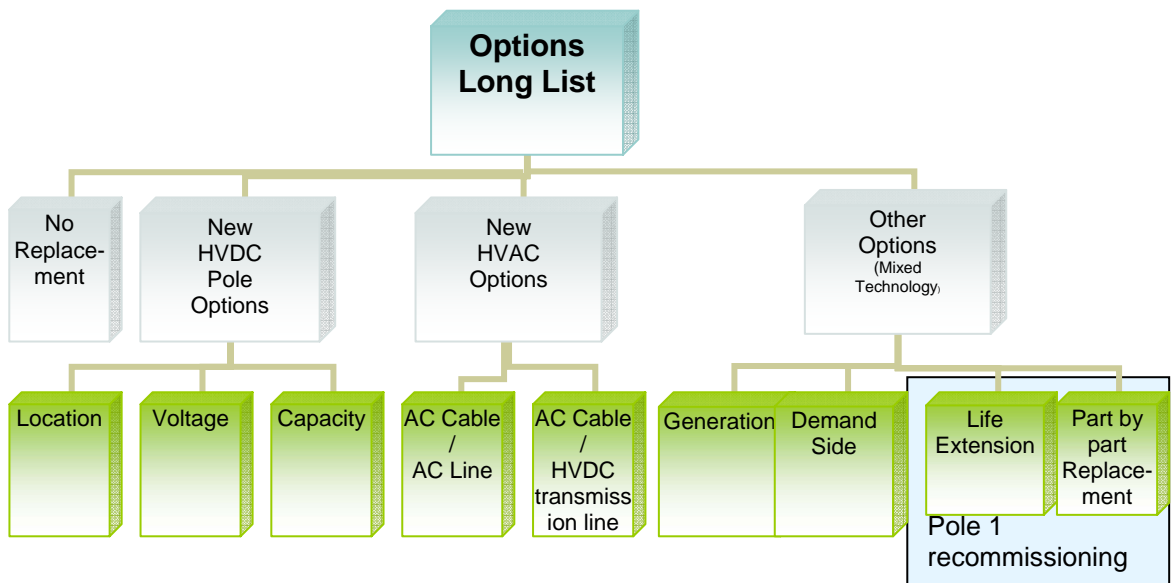 Options
Long List
No
Replace-
ment
New
HVDC
Pole
Options
New
HVAC
Options
Other
Options
(Mixed
Technology)
Location
Voltage
Capacity
AC Cable
/
AC Line
AC Cable
/
HVDC
transmiss
ion line
Generation
Demand
Side
Life
Extension
Part by
part
Replace-
ment
Pole 1
recommissioning